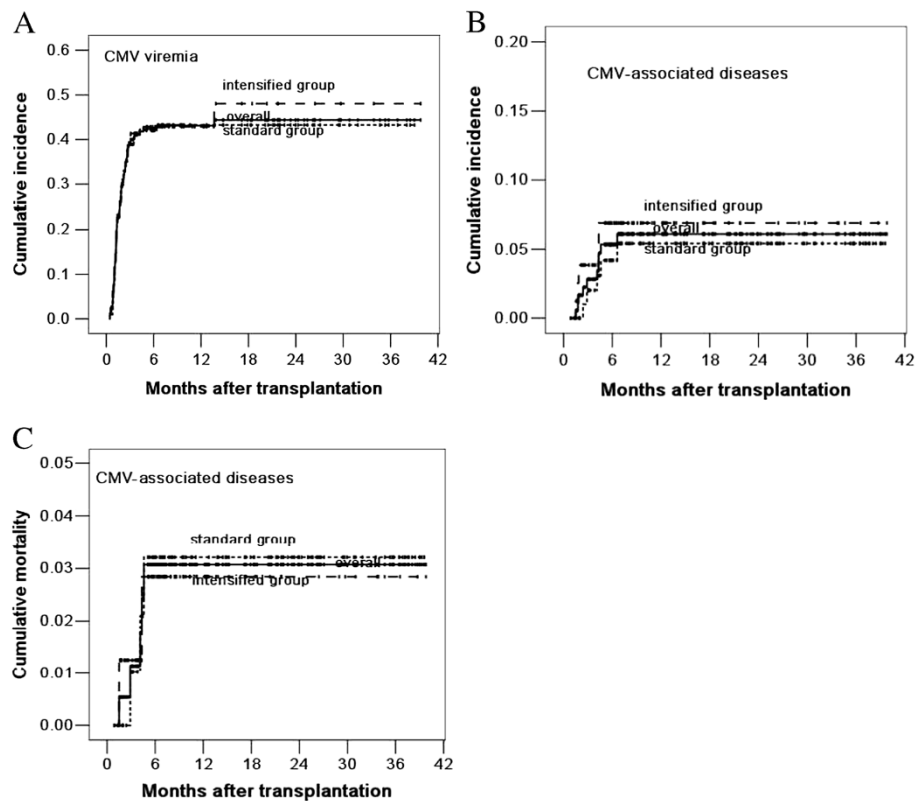 A
CMV viremia
Cumulative incidence
0.6
0.5
0.4
0.3
0.2
0.1
0.0
intensified group
overall
standard group
0 6 12 18 24 30 36 42
Months after transplantation
B
CMV-associated diseases
Cumulative incidence
0.20
0.15
0.10
0.05
0.00
intensified group
overall
standard group
0 6 12 18 24 30 36 42
Months after transplantation
C
CMV-associated diseases
Cumulative mortality
0.05
0.04
0.03
0.02
0.01
0.00
standard group
overall
intensified group
0 6 12 18 24 30 36 42
Months after transplantation